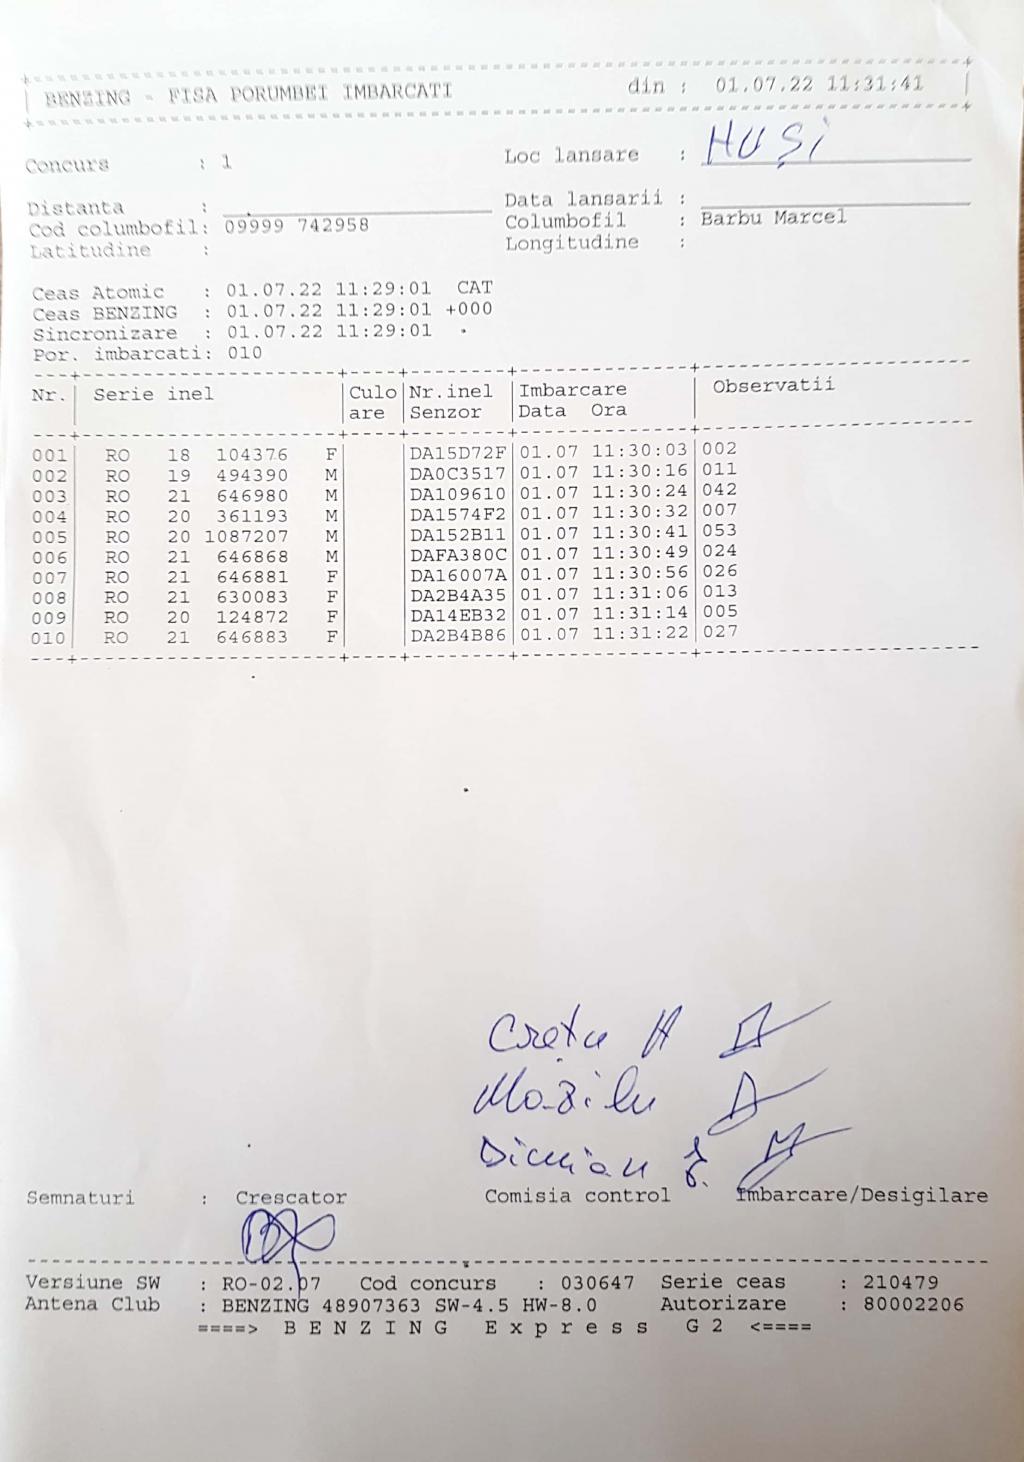 BENZING - FISA PORUMBEI IMBARCATI din : 01.07.22 11:31:41
Concurs : 1 Loc lansare : HUȘI
Distanta : Data lansarii :
Cod columbofil: 09999 742958 Columbofil : Barbu Marcel
Latitudine : Longitudine :
Ceas Atomic : 01.07.22 11:29:01 CAT
Ceas BENZING : 01.07.22 11:29:01 +000
Sincronizare : 01.07.22 11:29:01
Por. imbarcati: 010
Nr. Serie inel Culo Nr.inel Imbarcare Observatii
are Senzor Data Ora
001 RO 18 104376 F DA15D72F 01.07 11:30:03 002
002 RO 19 494390 M DA0C3517 01.07 11:30:16 011
003 RO 21 646980 M DA109610 01.07 11:30:24 042
004 RO 20 361193 M DA1574F2 01.07 11:30:32 007
005 RO 20 1087207 M DA152B11 01.07 11:30:41 053
006 RO 21 646868 M DAFA380C 01.07 11:30:49 024
007 RO 21 646881 F DA16007A 01.07 11:30:56 026
008 RO 21 630083 F DA2B4A35 01.07 11:31:06 013
009 RO 20 124872 F DA14EB32 01.07 11:31:14 005
010 RO 21 646883 F DA2B4B86 01.07 11:31:22 027
Crețu
Mazilu
Dimian
Semnaturi : Crescator Comisia control Imbarcare/Desigilare
Versiune SW : RO-02.07 Cod concurs : 030647 Serie ceas : 210479
Antena Club : BENZING 48907363 SW-4.5 HW-8.0 Autorizare : 80002206
====> B E N Z I N G E x p r e s s G 2 <====